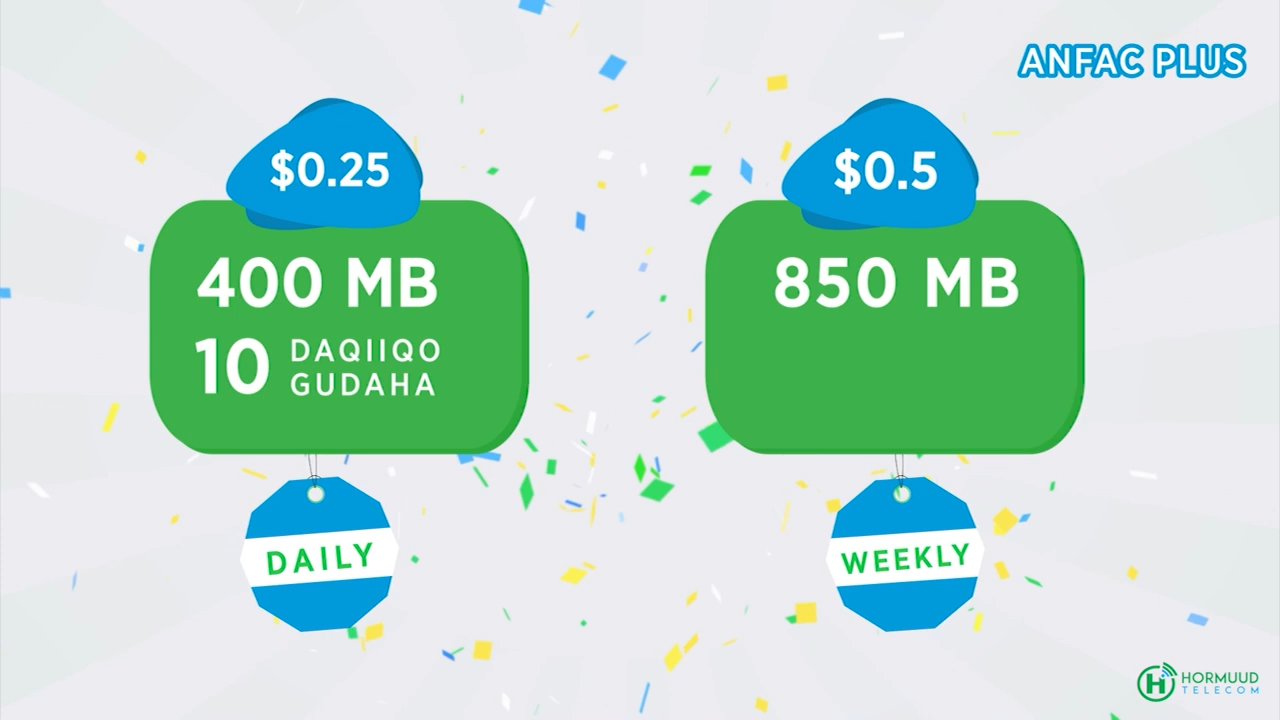 ANFAC PLUS
$0.25
400 MB
10 DAQIIQO
GUDAHA
DAILY
$0.5
850 MB
WEEKLY
HORMUUD
TELECOM